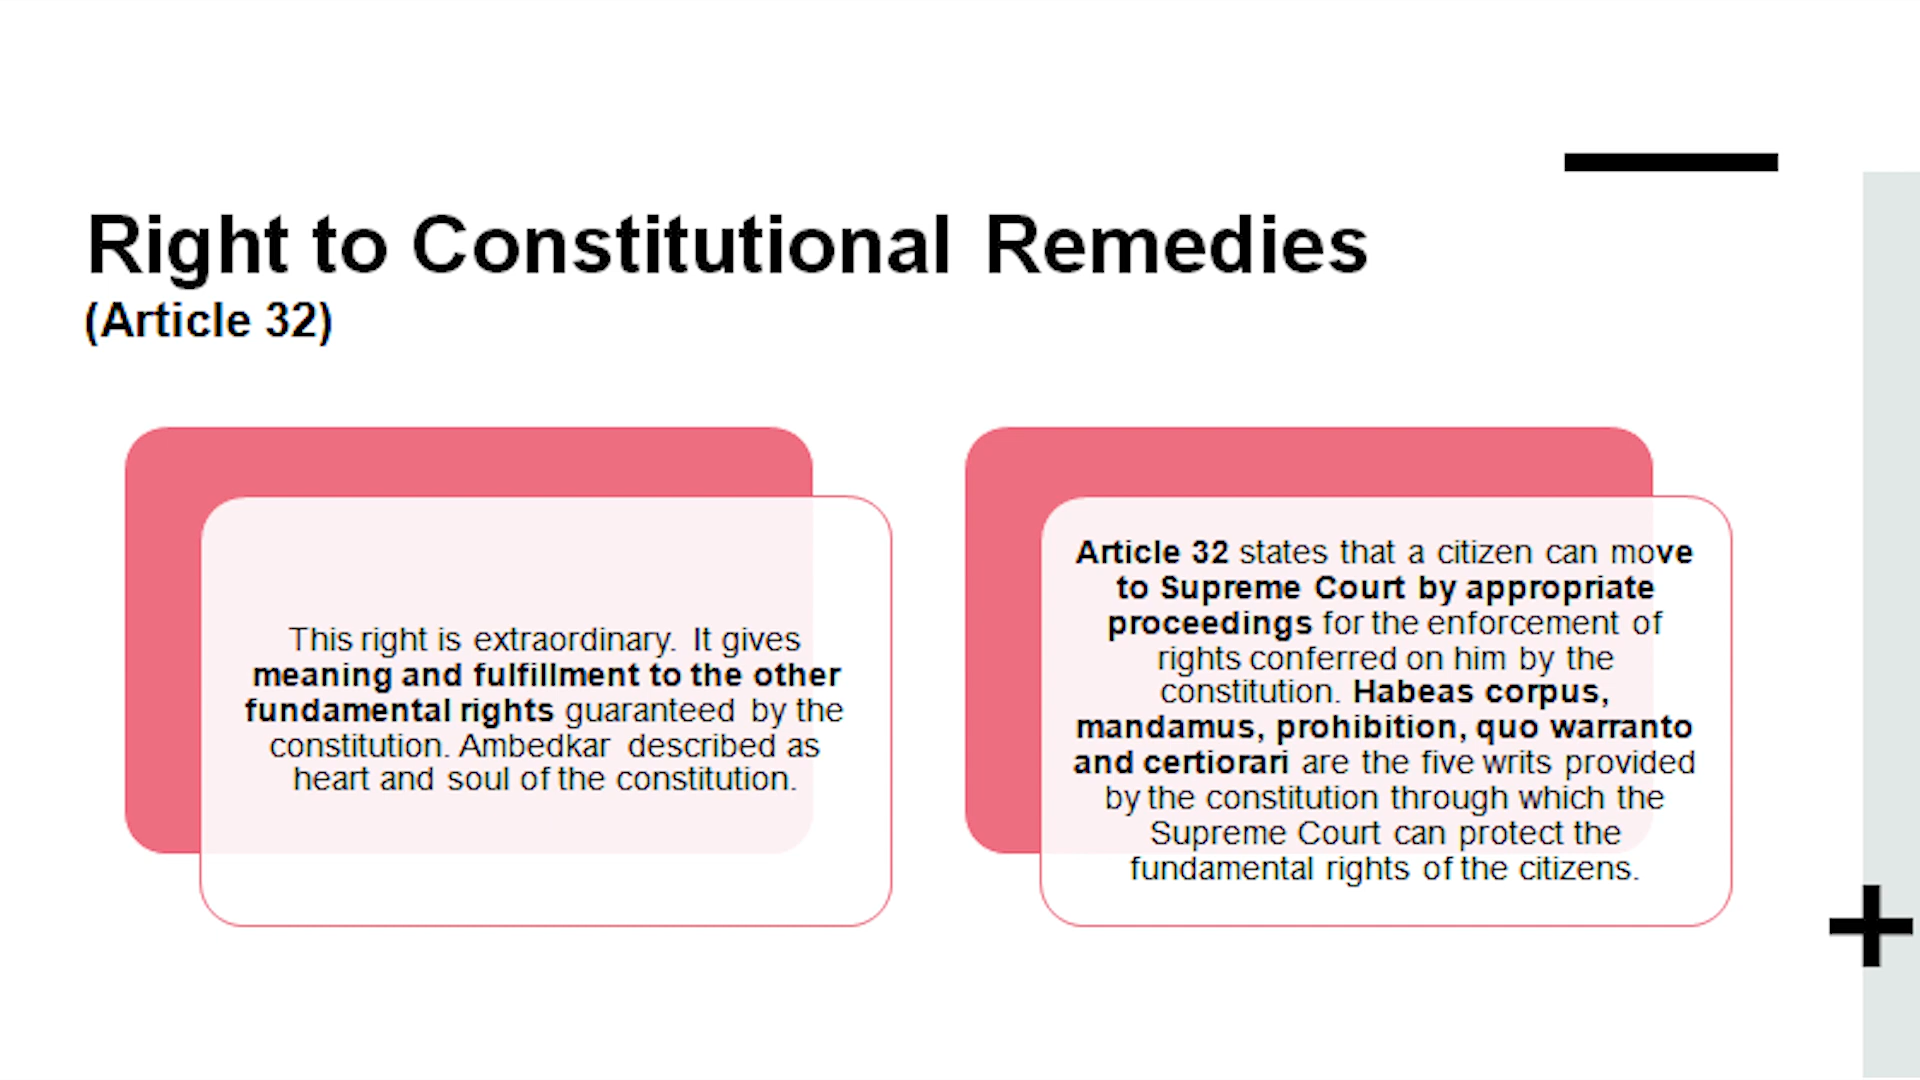 Right to Constitutional Remedies
(Article 32)
This right is extraordinary. It gives
meaning and fulfillment to the other
fundamental rights guaranteed by the
constitution. Ambedkar described as
heart and soul of the constitution.
Article 32 states that a citizen can move
to Supreme Court by appropriate
proceedings for the enforcement of
rights conferred on him by the
constitution. Habeas corpus,
mandamus, prohibition, quo warranto
and certiorari are the five writs provided
by the constitution through which the
Supreme Court can protect the
fundamental rights of the citizens.